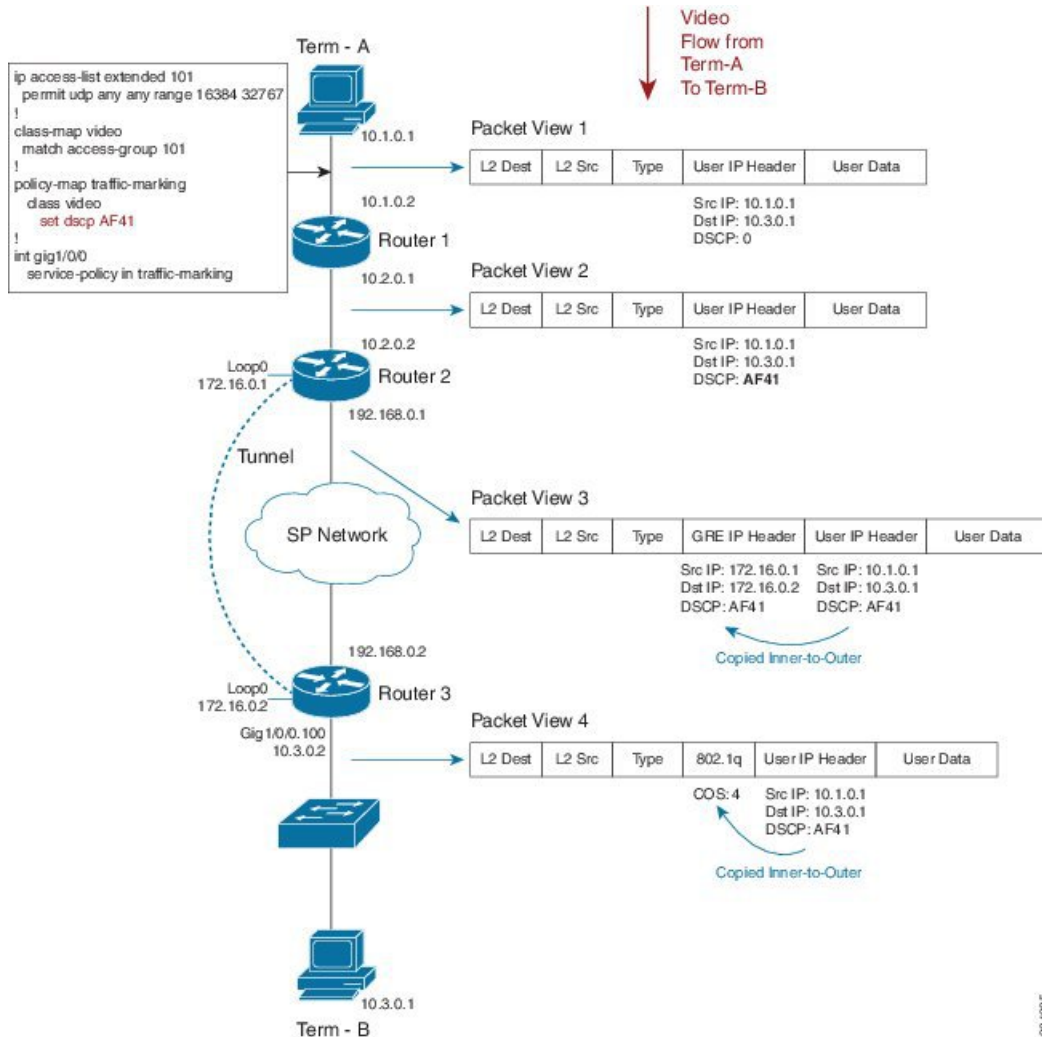 Term - A
ip access-list extended 101
permit udp any any range 16384 32767
!
class-map video
match access-group 101
!
policy-map traffic-marking
class video
set dscp AF41
!
int gig1/0/0
service-policy in traffic-marking
Video
Flow from
Term-A
To Term-B
10.1.0.1
Packet View 1
L2 Dest L2 Src Type User IP Header User Data
Src IP: 10.1.0.1
Dst IP: 10.3.0.1
DSCP: 0
10.1.0.2
Router 1
10.2.0.1
Packet View 2
L2 Dest L2 Src Type User IP Header User Data
Src IP: 10.1.0.1
Dst IP: 10.3.0.1
DSCP: AF41
10.2.0.2
Loop0
172.16.0.1
Router 2
192.168.0.1
Tunnel
SP Network
Packet View 3
L2 Dest L2 Src Type GRE IP Header User IP Header User Data
Src IP: 172.16.0.1 Src IP: 10.1.0.1
Dst IP: 172.16.0.2 Dst IP: 10.3.0.1
DSCP: AF41 DSCP: AF41
Copied Inner-to-Outer
192.168.0.2
Loop0
172.16.0.2
Router 3
Gig1/0/0.100
10.3.0.2
Packet View 4
L2 Dest L2 Src Type 802.1q User IP Header User Data
COS: 4 Src IP: 10.1.0.1
Dst IP: 10.3.0.1
DSCP: AF41
Copied Inner-to-Outer
10.3.0.1
Term - B